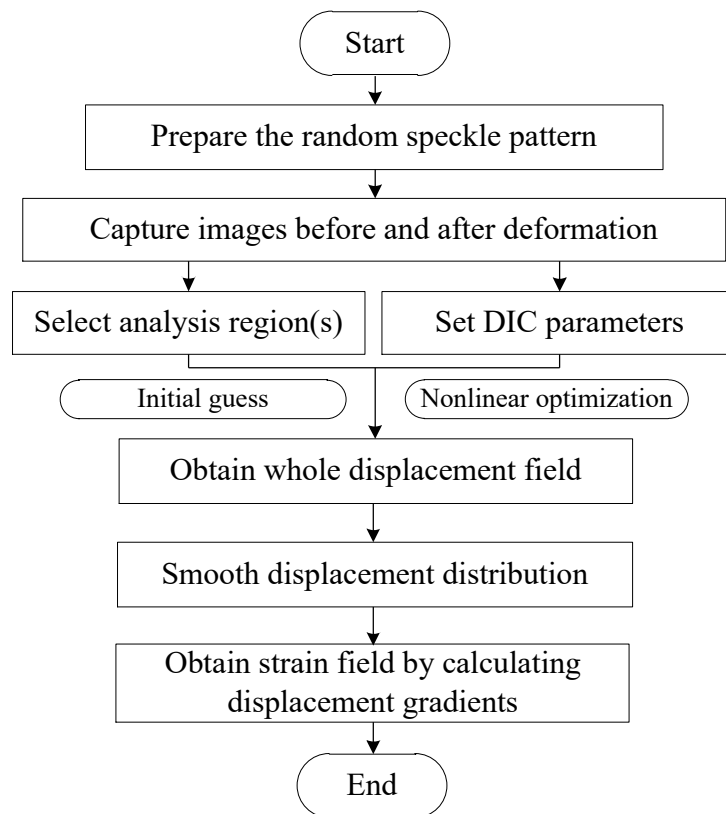 Start
Prepare the random speckle pattern
Capture images before and after deformation
Select analysis region(s)
Set DIC parameters
Initial guess
Nonlinear optimization
Obtain whole displacement field
Smooth displacement distribution
Obtain strain field by calculating
displacement gradients
End